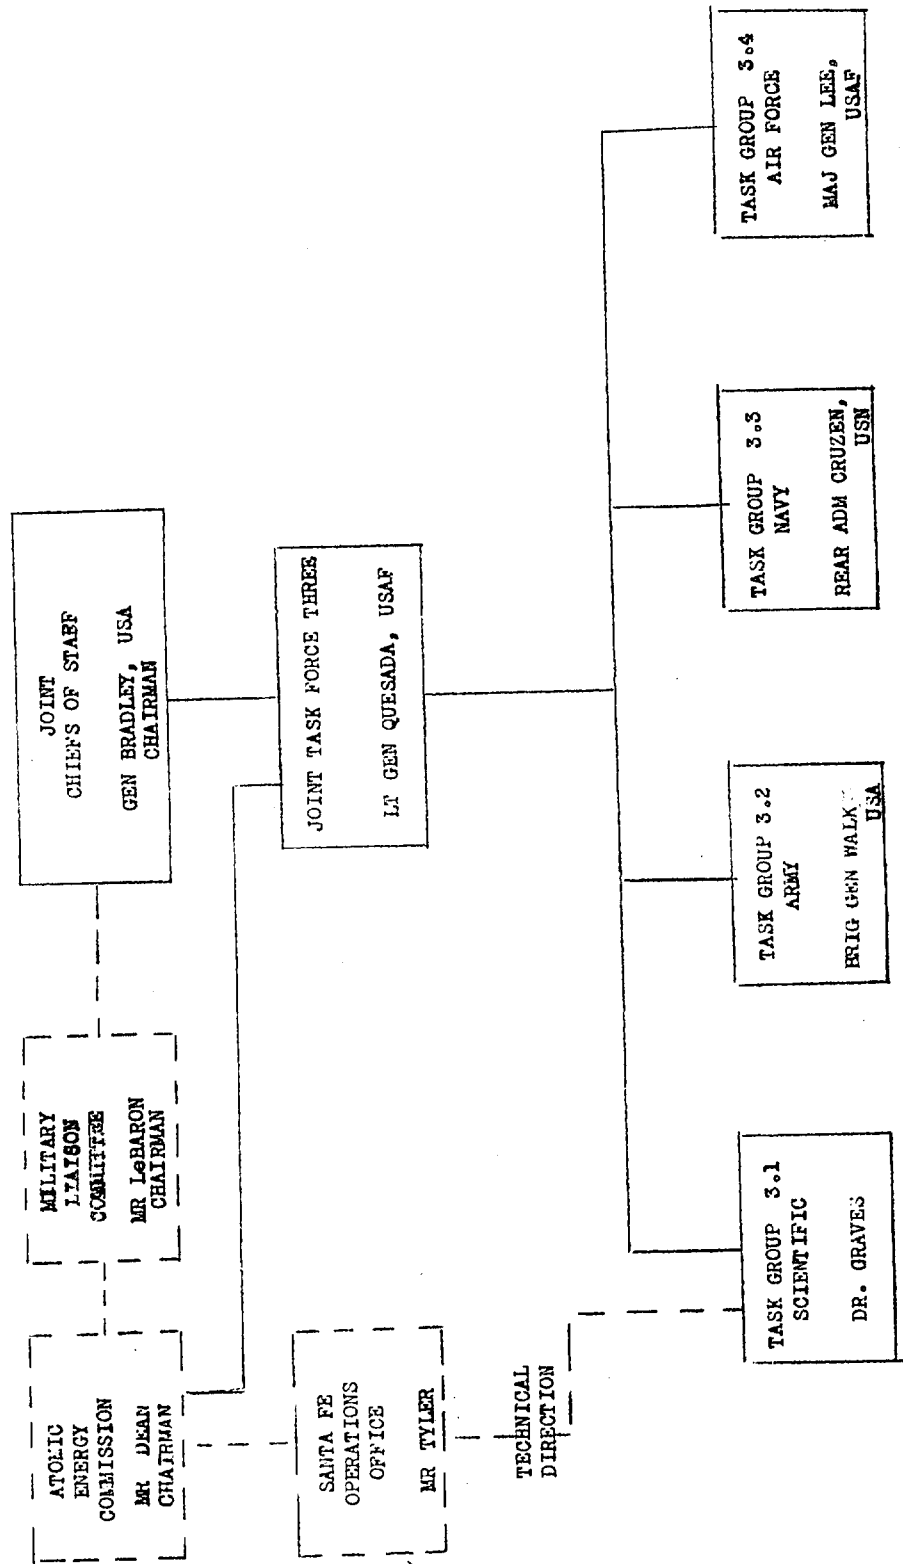 JOINT
CHIEFS OF STAFF
GEN BRADLEY, USA
CHAIRMAN
MILITARY
LIAISON
COMMITTEE
MR LeBARON
CHAIRMAN
ATOMIC
ENERGY
COMMISSION
MR DEAN
CHAIRMAN
JOINT TASK FORCE THREE
LT GEN QUESADA, USAF
SANTA FE
OPERATIONS
OFFICE
MR TYLER
TECHNICAL
DIRECTION
TASK GROUP 3.1
SCIENTIFIC
DR. GRAVES
TASK GROUP 3.2
ARMY
BRIG GEN WALK
USA
TASK GROUP 3.3
NAVY
REAR ADM CRUZEN,
USN
TASK GROUP 3.4
AIR FORCE
MAJ GEN LEE,
USAF